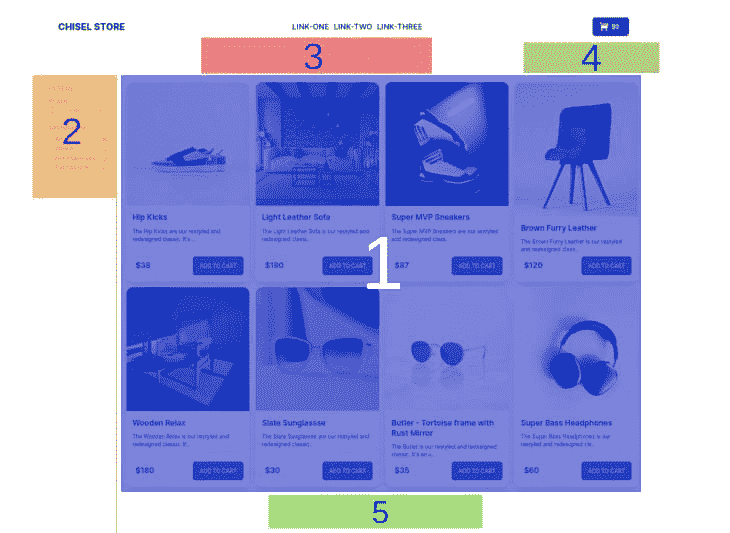 CHISEL STORE
LINK-ONE LINK-TWO LINK-THREE
$0
3
4
2
1
Hip Kicks
The Hip Kicks are our restyled and
redesigned classic. It's...
$38
ADD TO CART
Light Leather Sofa
The Light Leather Sofa is our restyled and
redesigned classic.
$180
ADD TO CART
Super MVP Sneakers
The Super MVP Sneakers are our restyled
and redesigned classic.
$87
ADD TO CART
Brown Furry Leather
The Brown Furry Leather is our restyled
and redesigned classic...
$120
ADD TO CART
Wooden Relax
The Wooden Relax is our restyled and
redesigned classic. It'...
$180
ADD TO CART
Slate Sunglassse
The Slate Sunglassse are our restyled and
redesigned classic.
$30
ADD TO CART
Butler - Tortoise frame with
Rust Mirror
The Butler is our restyled and redesigned
classic. It's an u...
$35
ADD TO CART
Super Bass Headphones
The Super Bass Headphones is our
restyled and redesigned cla...
$60
ADD TO CART
5